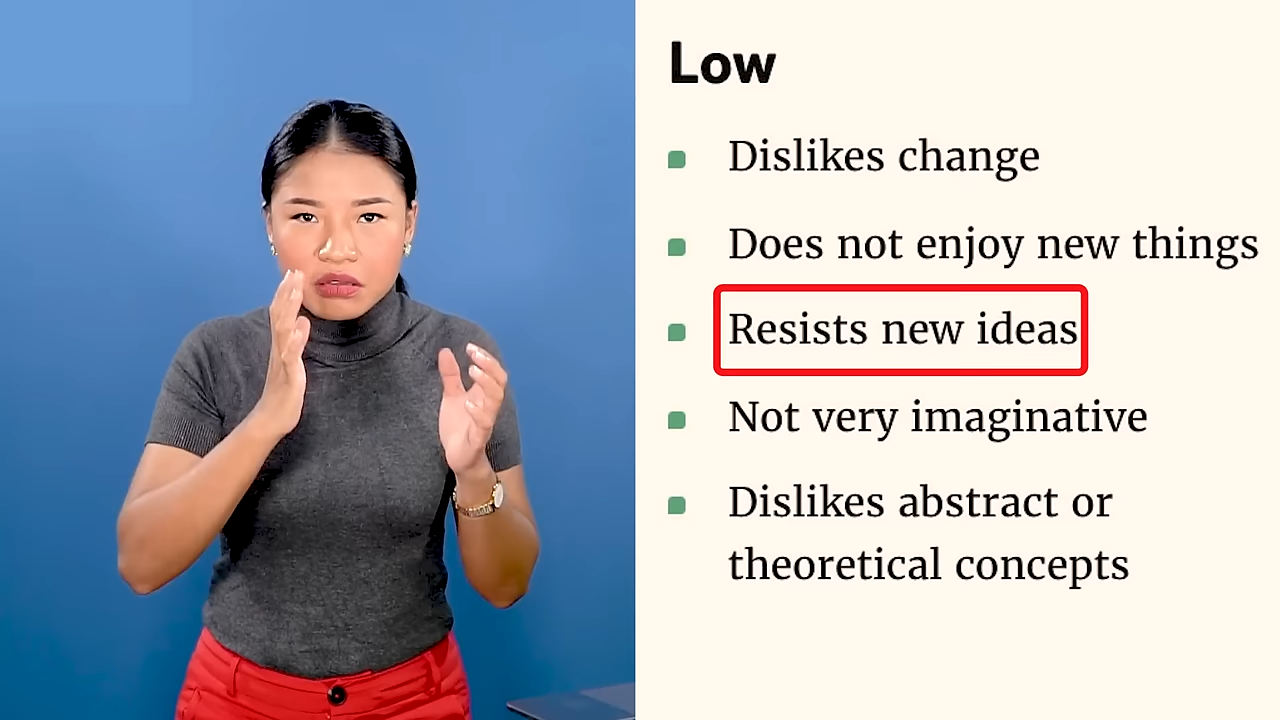 Low
Dislikes change
Does not enjoy new things
Resists new ideas
Not very imaginative
Dislikes abstract or
theoretical concepts